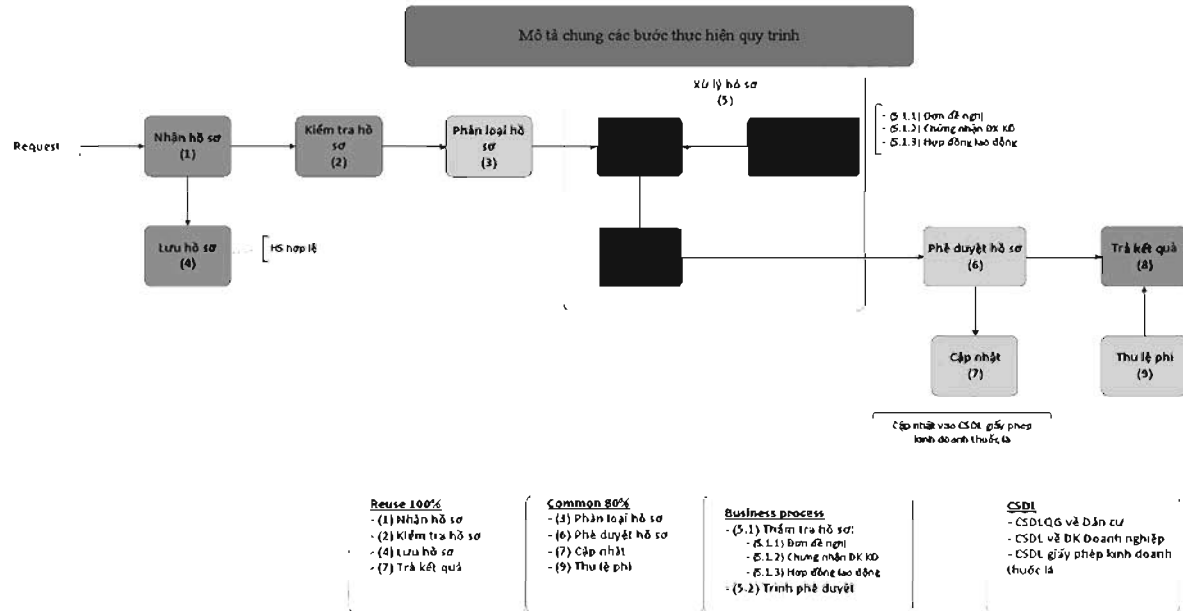 Mô tả chung các bước thực hiện quy trình
Xử lý hồ sơ
(5)
Request
Nhận hồ sơ
(1)
Kiểm tra hồ
sơ
(2)
Phân loại hồ
sơ
(3)
- (5.1.1) Đơn đề nghị
- (5.1.2) Chứng nhận ĐK KD
- (5.1.3) Hợp đồng lao động
Lưu hồ sơ
(4)
HS hợp lệ
Phê duyệt hồ sơ
(6)
Trả kết quả
(8)
Cập nhật
(7)
Thu lệ phí
(9)
Cập nhật vào CSDL giấy phép
kinh doanh thuốc lá
Reuse 100%
- (1) Nhận hồ sơ
- (2) Kiểm tra hồ sơ
- (4) Lưu hồ sơ
- (7) Trả kết quả
Common 80%
- (3) Phân loại hồ sơ
- (6) Phê duyệt hồ sơ
- (7) Cập nhật
- (9) Thu lệ phí
Business process
- (5.1) Thẩm tra hồ sơ:
- (5.1.1) Đơn đề nghị
- (5.1.2) Chứng nhận ĐK KD
- (5.1.3) Hợp đồng lao động
- (5.2) Trình phê duyệt
CSDL
- CSDLQG về Dân cư
- CSDL về ĐK Doanh nghiệp
- CSDL giấy phép kinh doanh
thuốc lá